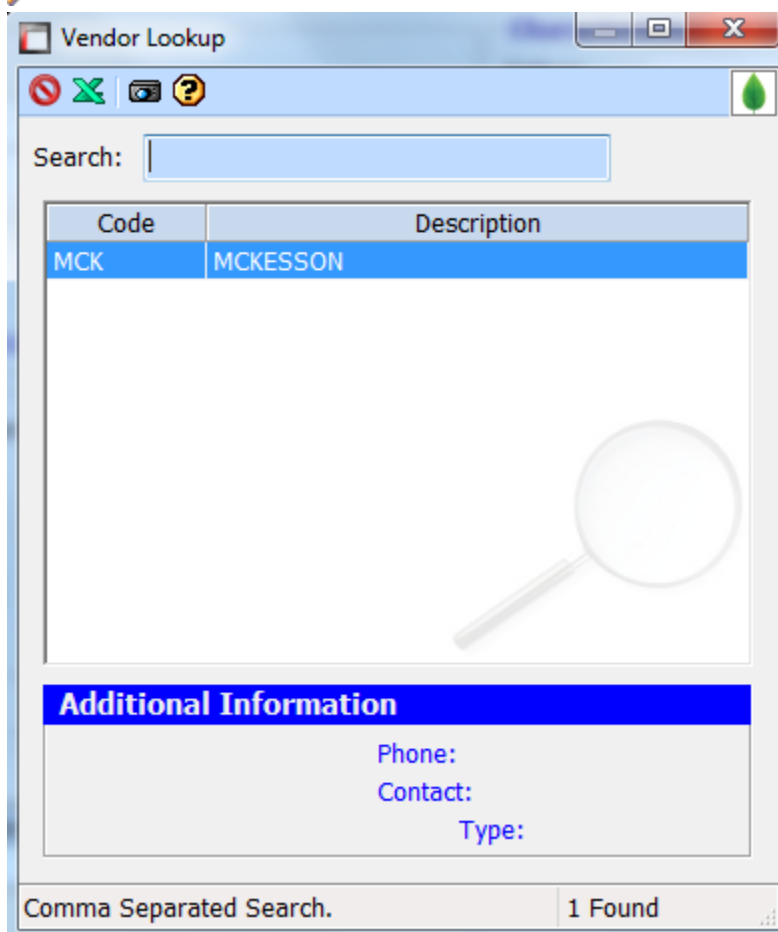 Vendor Lookup
Search:
Code Description
MCK MCKESSON
Additional Information
Phone:
Contact:
Type:
Comma Separated Search. 1 Found